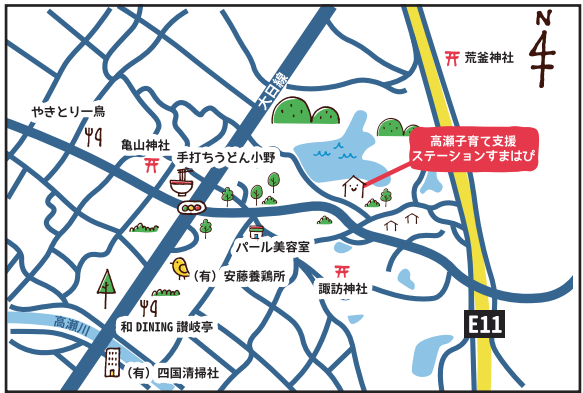 N
荒釜神社
大日線
やきとり一鳥
亀山神社
手打ちうどん小野
高瀬子育て支援
ステーションすまはぴ
パール美容室
(有)安藤養鶏所
諏訪神社
高瀬川
和 DINING 讃岐亭
E11
(有)四国清掃社